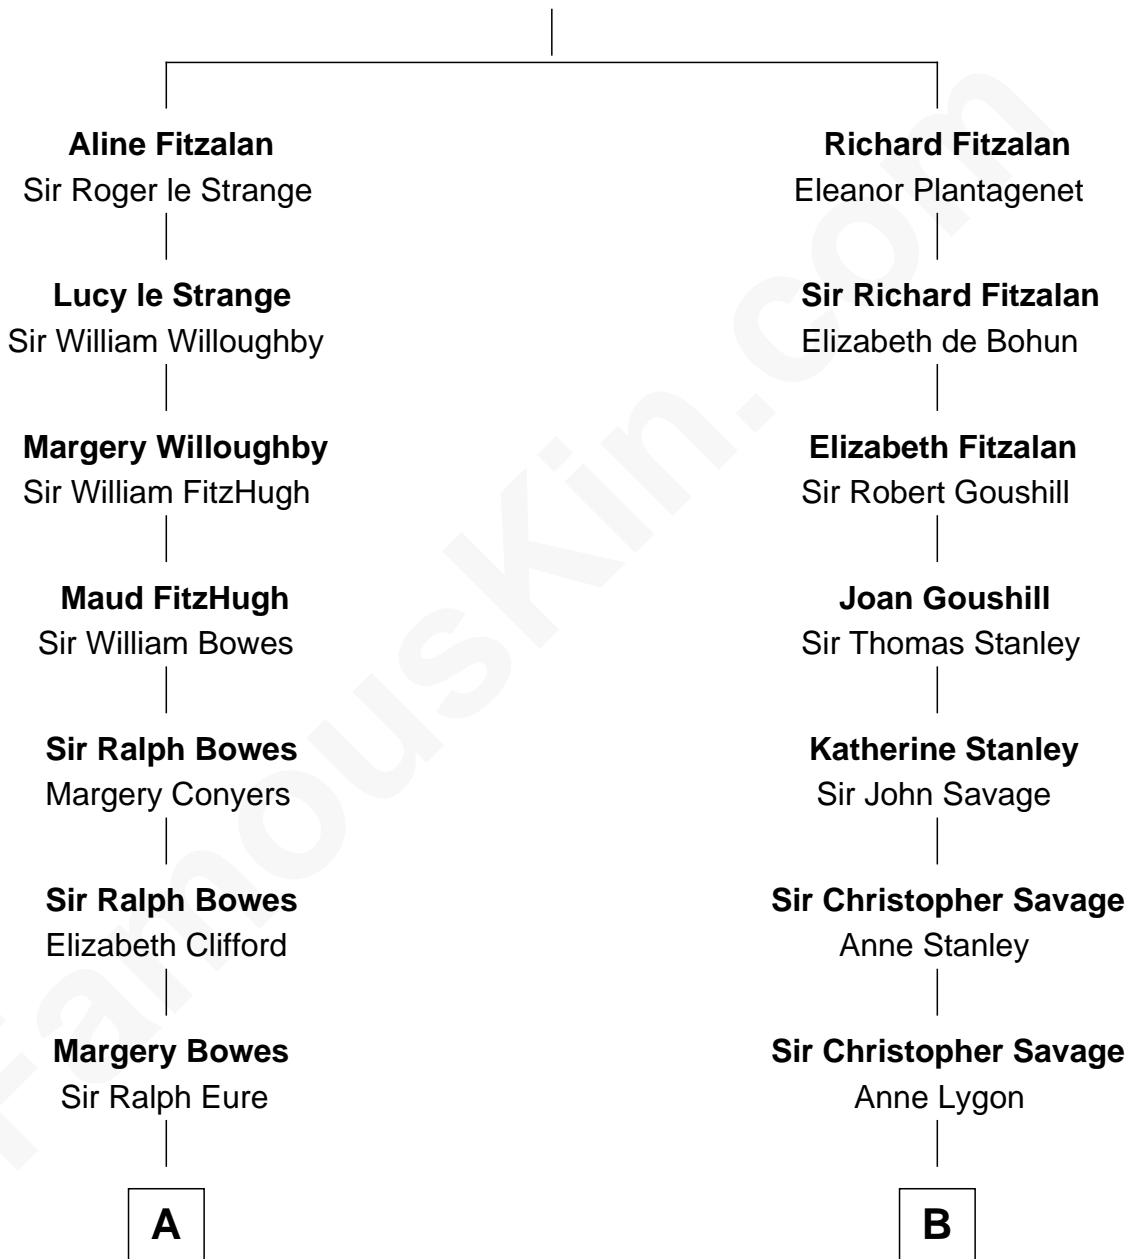 Aline Fitzalan
Sir Roger le Strange
Lucy le Strange
Sir William Willoughby
Margery Willoughby
Sir William FitzHugh
Maud FitzHugh
Sir William Bowes
Sir Ralph Bowes
Margery Conyers
Sir Ralph Bowes
Elizabeth Clifford
Margery Bowes
Sir Ralph Eure
A
Richard Fitzalan
Eleanor Plantagenet
Sir Richard Fitzalan
Elizabeth de Bohun
Elizabeth Fitzalan
Sir Robert Goushill
Joan Goushill
Sir Thomas Stanley
Katherine Stanley
Sir John Savage
Sir Christopher Savage
Anne Stanley
Sir Christopher Savage
Anne Lygon
B
FamousKin.com